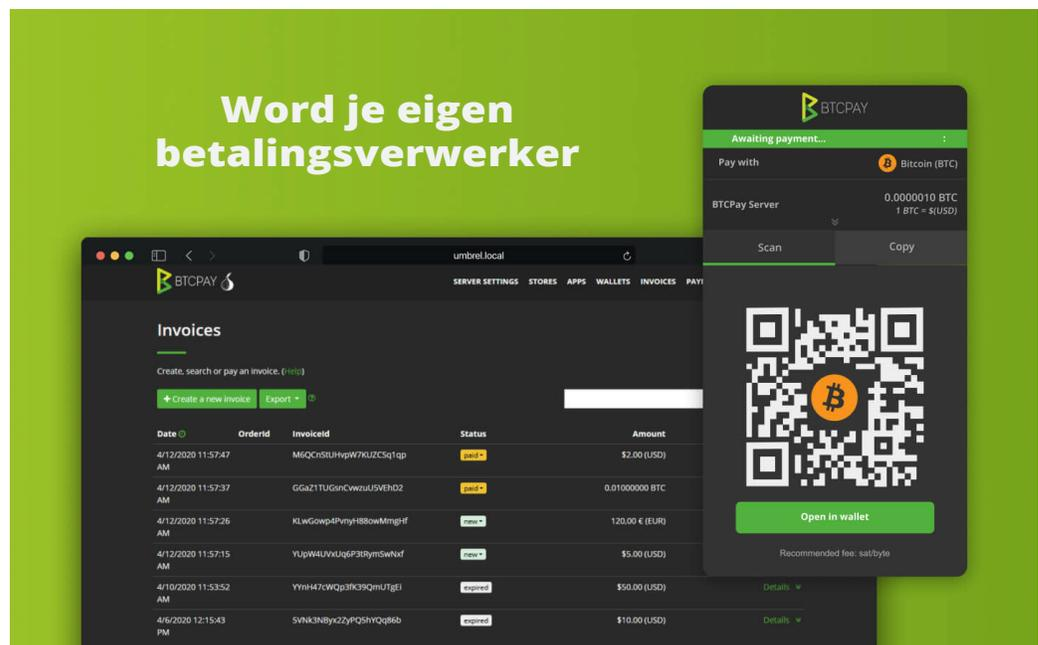 Word je eigen
betalingsverwerker
BTCPAY
Awaiting payment... :
Pay with Bitcoin (BTC)
BTCPay Server 0.0000010 BTC
1 BTC = $(USD)
Scan Copy
Open in wallet
Recommended fee: sat/byte
umbrel.local
BTCPAY SERVER SETTINGS STORES APPS WALLETS INVOICES
Invoices
Create, search or pay an invoice. (Help)
+ Create a new invoice Export
Date OrderId InvoiceId Status Amount
4/12/2020 11:57:47 M6QCnStUHvpW7KUZCSq1qp paid $2.00 (USD)
AM
4/12/2020 11:57:37 GGaZ1TUGsnCvwzuU5VEhD2 paid 0.01000000 BTC
AM
4/12/2020 11:57:26 KLwGowp4PvnyH88owMmgHf new 120,00 € (EUR)
AM
4/12/2020 11:57:15 YUpW4UVxUq6P3tRymSwNxf new $5.00 (USD)
AM
4/10/2020 11:53:52 YYnH47cWQp3fK39QmUTgEi expired $50.00 (USD) Details
AM
4/6/2020 12:15:43 5VNk3NByx2ZyPQ5hYQq86b expired $10.00 (USD) Details
PM